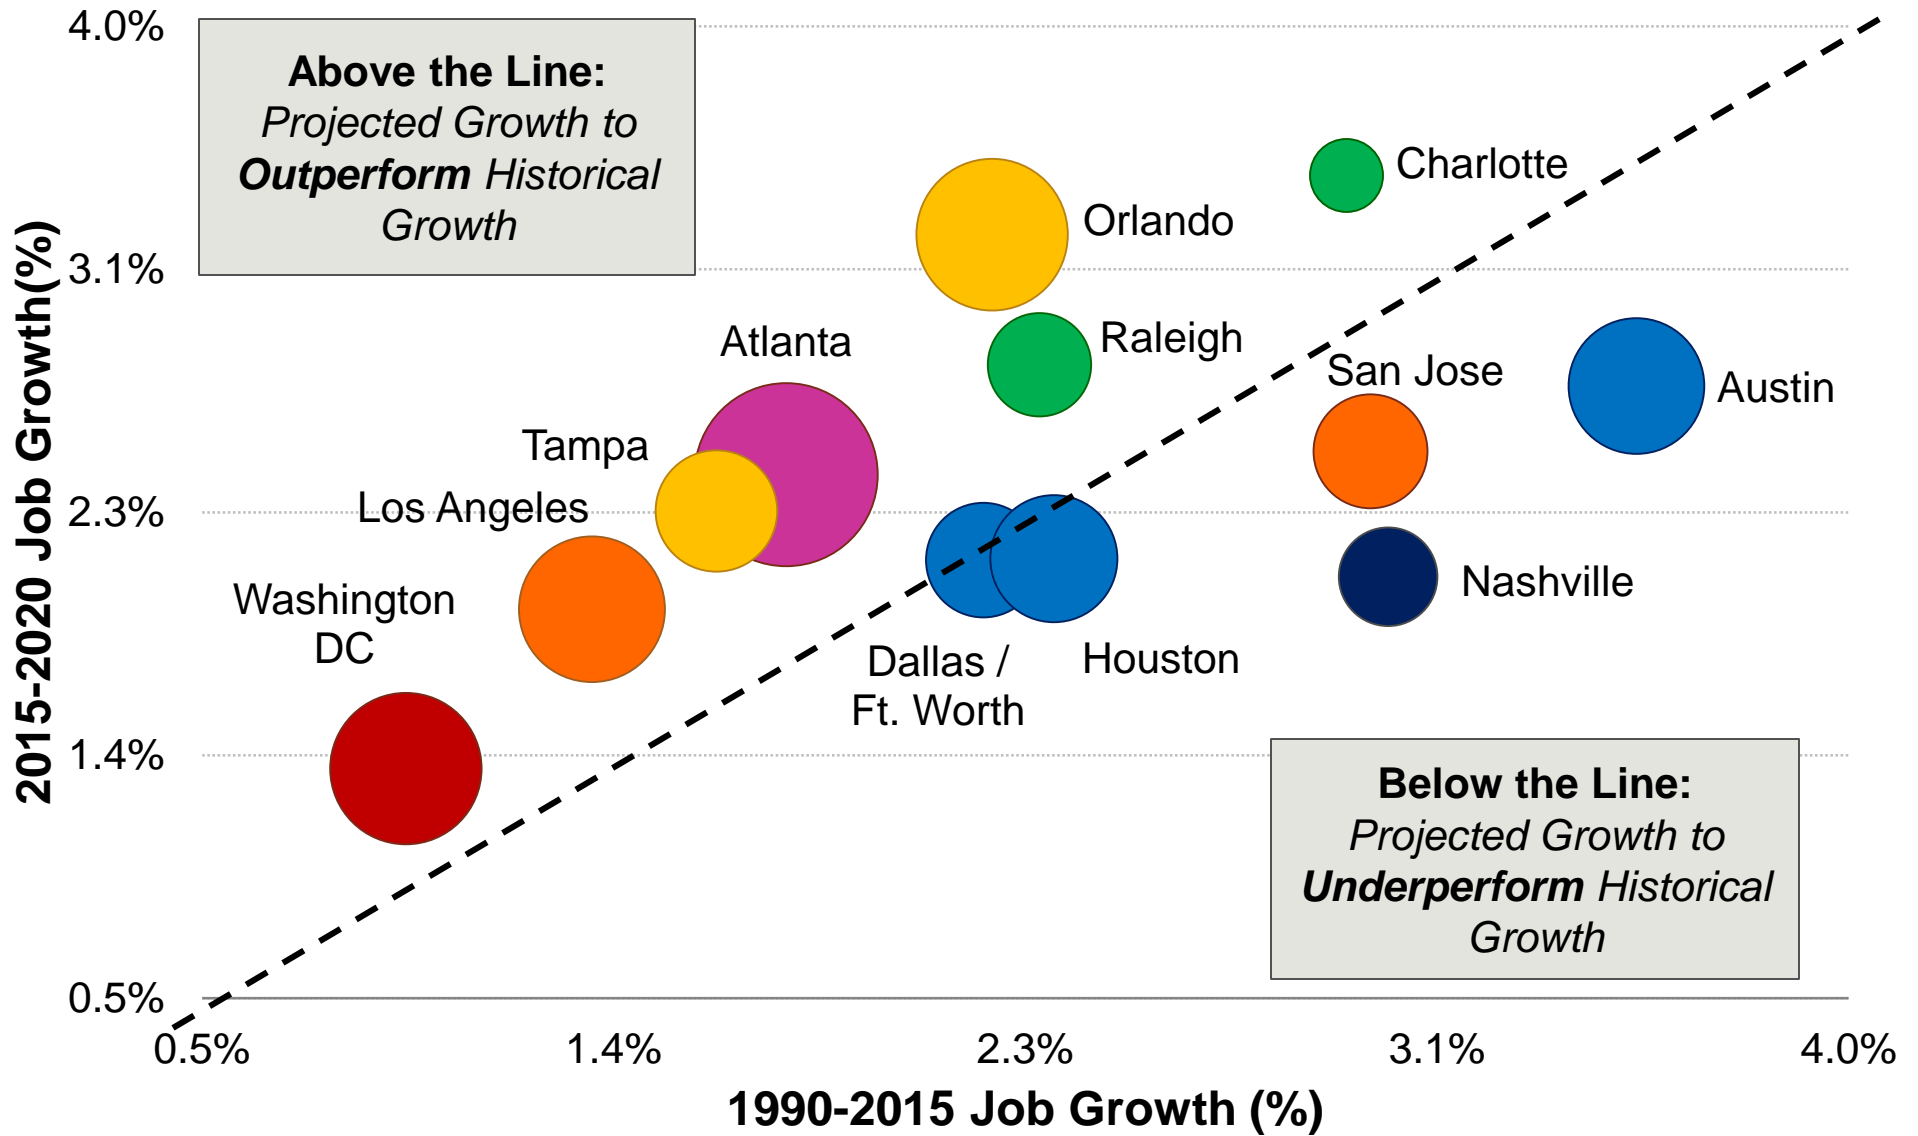 4.0%
Above the Line:
Projected Growth to
Outperform Historical
Growth
Charlotte
Orlando
3.1%
Raleigh
Atlanta
San Jose
Austin
Tampa
Los Angeles
2.3%
Washington
DC
Nashville
Dallas /
Ft. Worth
Houston
1.4%
Below the Line:
Projected Growth to
Underperform Historical
Growth
0.5%
2015-2020 Job Growth(%)
0.5%
1.4%
2.3%
3.1%
4.0%
1990-2015 Job Growth (%)